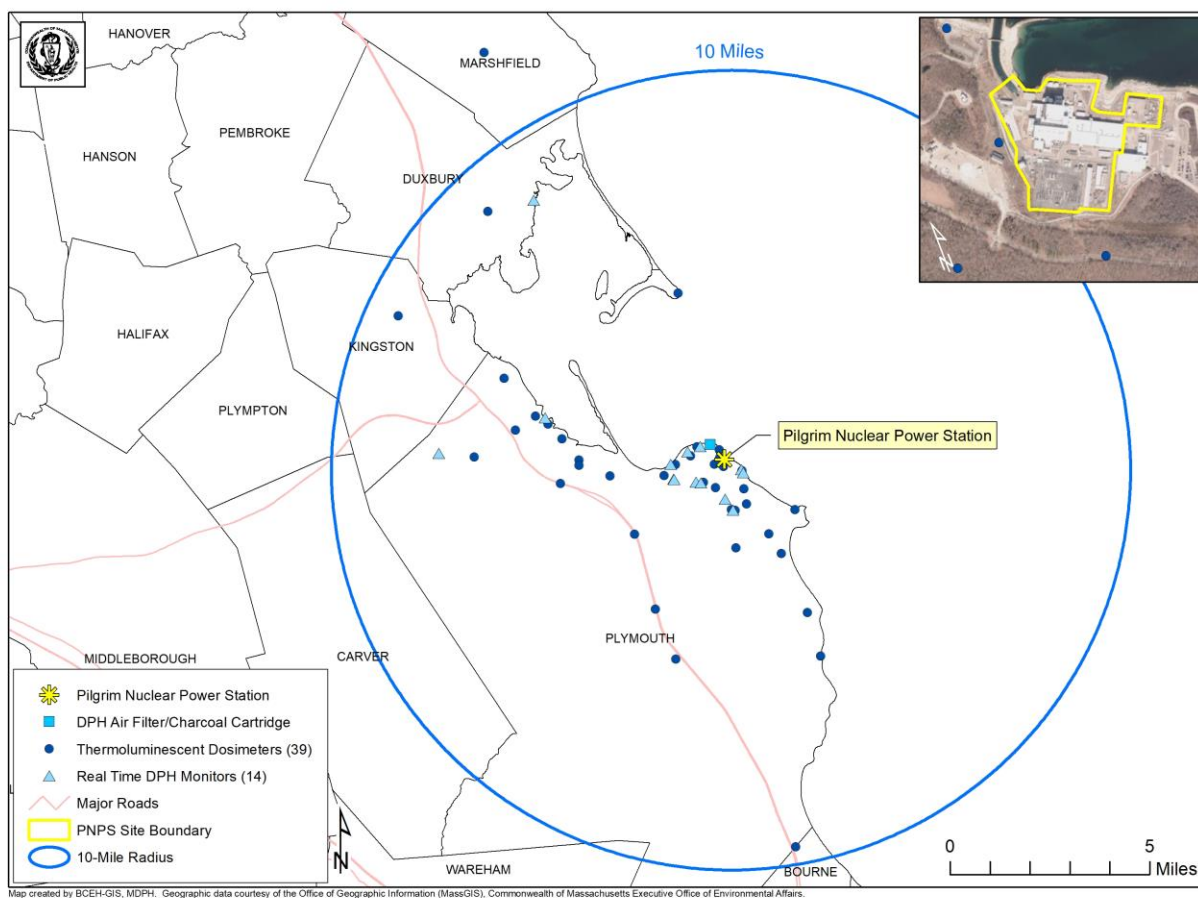 HANOVER
MARSHFIELD
10 Miles
PEMBROKE
HANSON
DUXBURY
HALIFAX
KINGSTON
PLYMPTON
Pilgrim Nuclear Power Station
PLYMOUTH
MIDDLEBOROUGH
CARVER
Pilgrim Nuclear Power Station
DPH Air Filter/Charcoal Cartridge
Thermoluminescent Dosimeters (39)
Real Time DPH Monitors (14)
Major Roads
PNPS Site Boundary
10-Mile Radius
N
N
0 5
Miles
WAREHAM
BOURNE
Map created by BCEH-GIS, MDPH. Geographic data courtesy of the Office of Geographic Information (MassGIS), Commonwealth of Massachusetts Executive Office of Environmental Affairs.